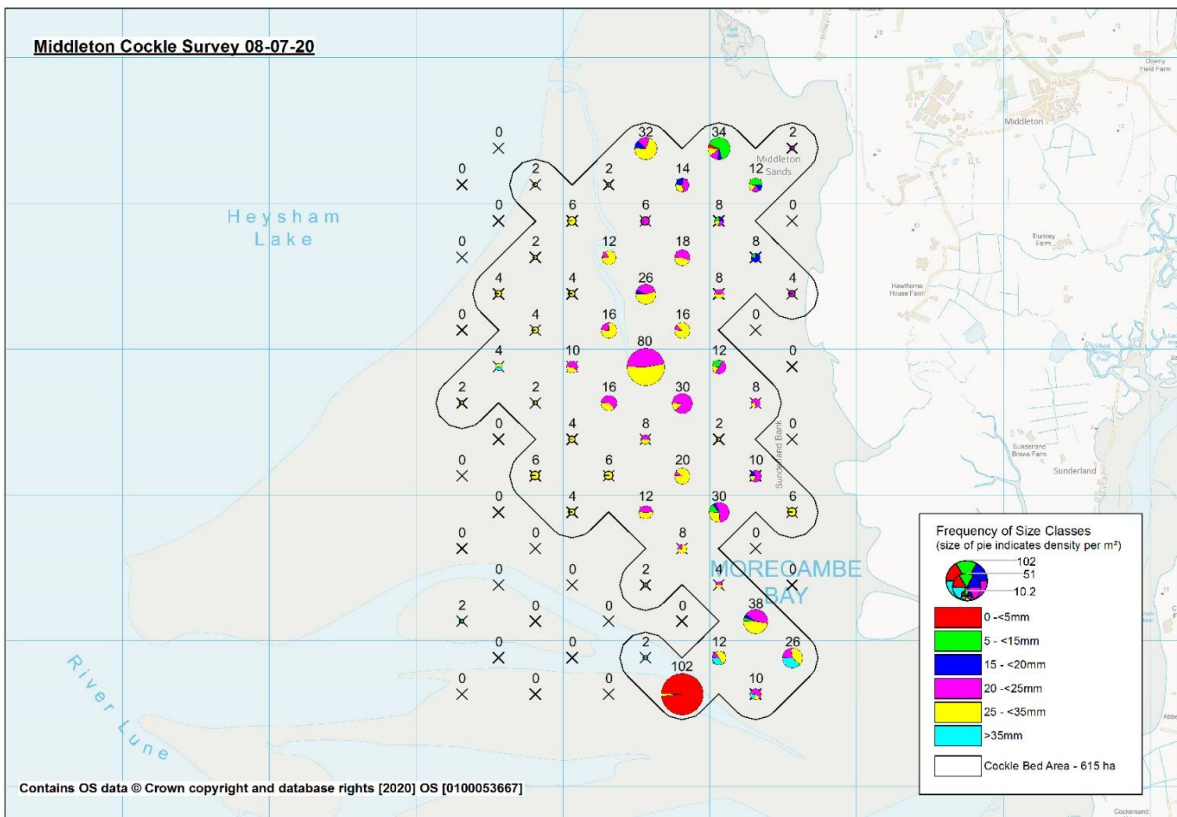 Middleton Cockle Survey 08-07-20
Middleton
Heysham
Lake
Middleton
Sands
0 32 34 2
0 2 2 14 12
0 6 6 8 0
0 2 12 18 8
4 4 26 8 4
0 4 16 16 0
4 10 80 12 0
2 2 16 30 8
0 4 8 2 0
0 6 6 20 10
0 4 12 30 6
0 0 8 0
0 0 2 4 0
2 0 0 0 38
0 0 2 12 26
0 0 0 102 10
Trumley
Farm
Hawthorne
House Farm
Sunderland Bank
Sunderland
Brows Farm
Sunderland
MORECAMBE
BAY
River Lune
Frequency of Size Classes
(size of pie indicates density per m²)
102
51
10.2
0 -<5mm
5 - <15mm
15 - <20mm
20 -<25mm
25 - <35mm
>35mm
Cockle Bed Area - 615 ha
Contains OS data © Crown copyright and database rights [2020] OS [0100053667]